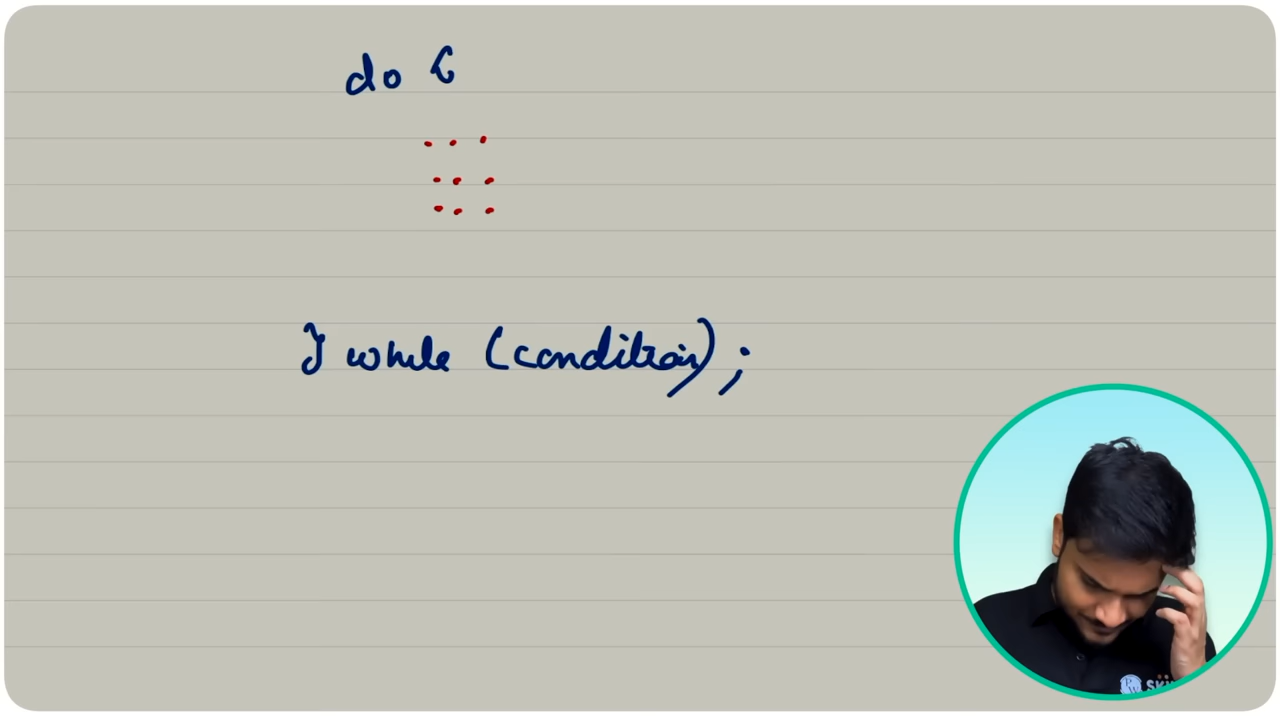 do {
. . .
. . .
. . .
} while (condition);